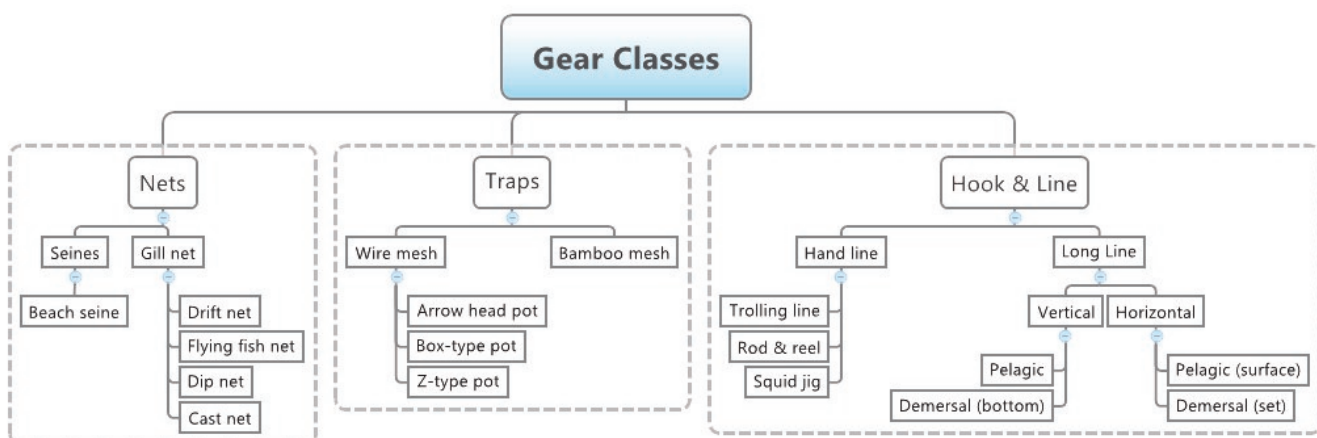 Gear Classes
Nets
Traps
Hook & Line
Seines
Gill net
Wire mesh
Bamboo mesh
Hand line
Long Line
Beach seine
Drift net
Flying fish net
Dip net
Cast net
Arrow head pot
Box-type pot
Z-type pot
Trolling line
Rod & reel
Squid jig
Vertical
Horizontal
Pelagic
Demersal (bottom)
Pelagic (surface)
Demersal (set)